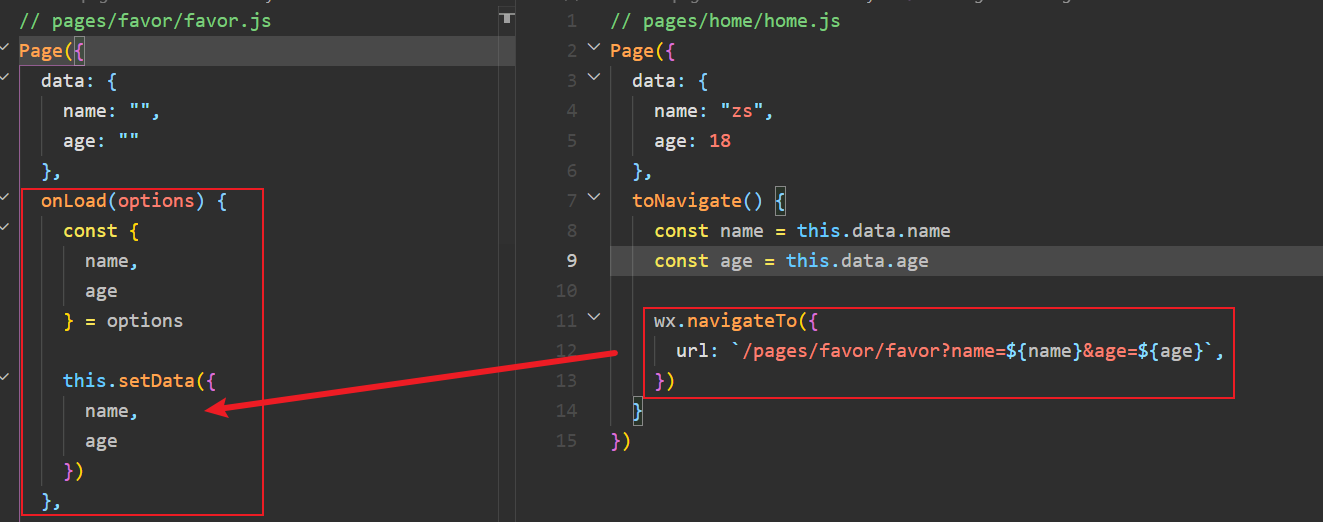 // pages/favor/favor.js
Page({
data: {
name: "",
age: ""
},
onLoad(options) {
const {
name,
age
} = options
this.setData({
name,
age
})
},
1 // pages/home/home.js
2 Page({
3 data: {
4 name: "zs",
5 age: 18
6 },
7 toNavigate() {
8 const name = this.data.name
9 const age = this.data.age
10
11 wx.navigateTo({
12 url: `/pages/favor/favor?name=${name}&age=${age}`,
13 })
14 }
15 })